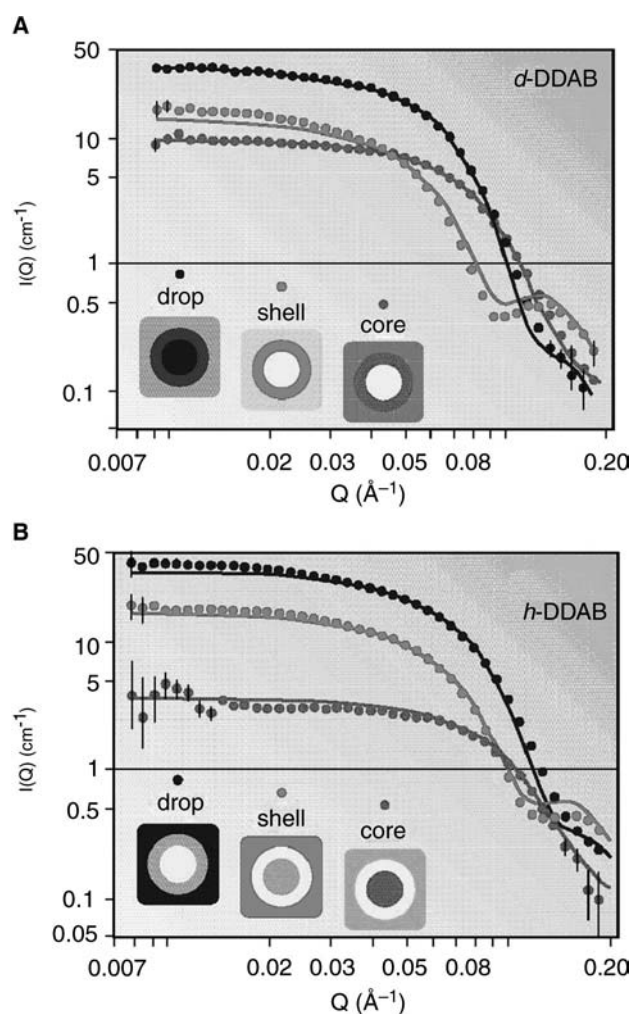 A
50
10
5
1
0.5
0.1
I(Q) (cm⁻¹)
d-DDAB
drop
shell
core
0.007
0.02
0.03
0.05
0.08
0.20
Q (Å⁻¹)
B
50
10
5
1
0.5
0.1
0.05
I(Q) (cm⁻¹)
h-DDAB
drop
shell
core
0.007
0.02
0.03
0.05
0.08
0.20
Q (Å⁻¹)